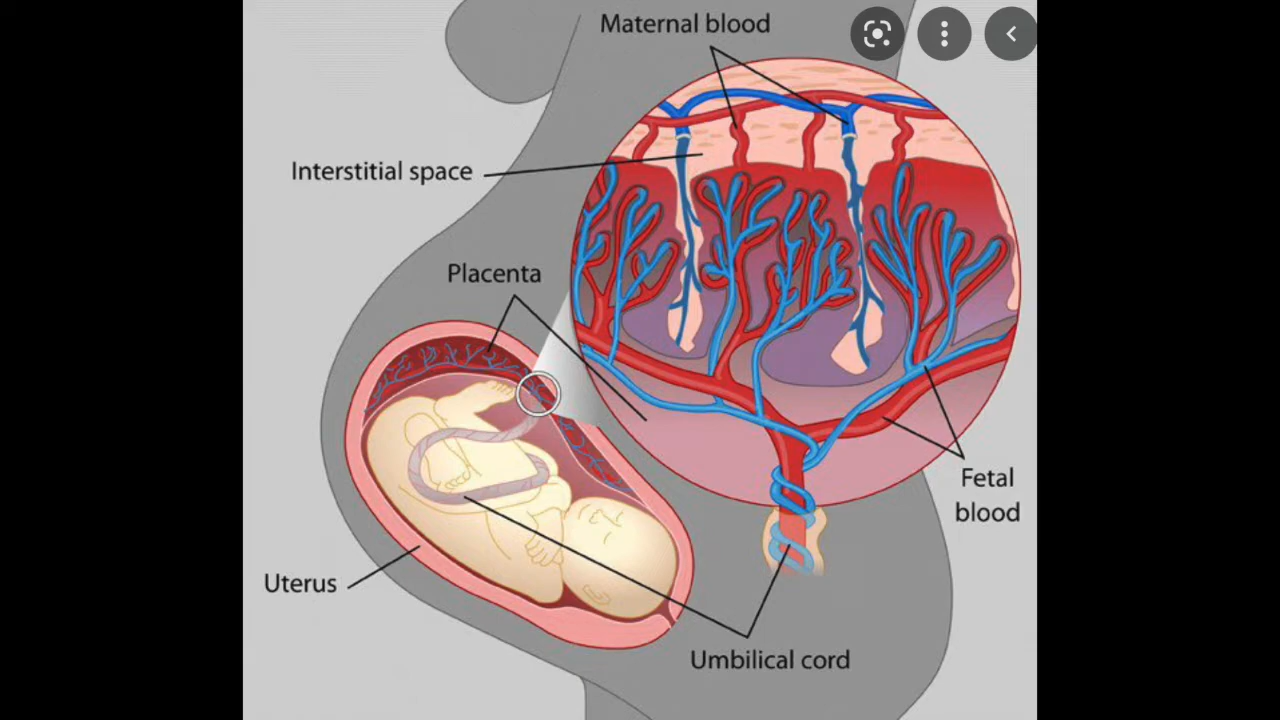 Maternal blood
Interstitial space
Placenta
Fetal
blood
Uterus
Umbilical cord